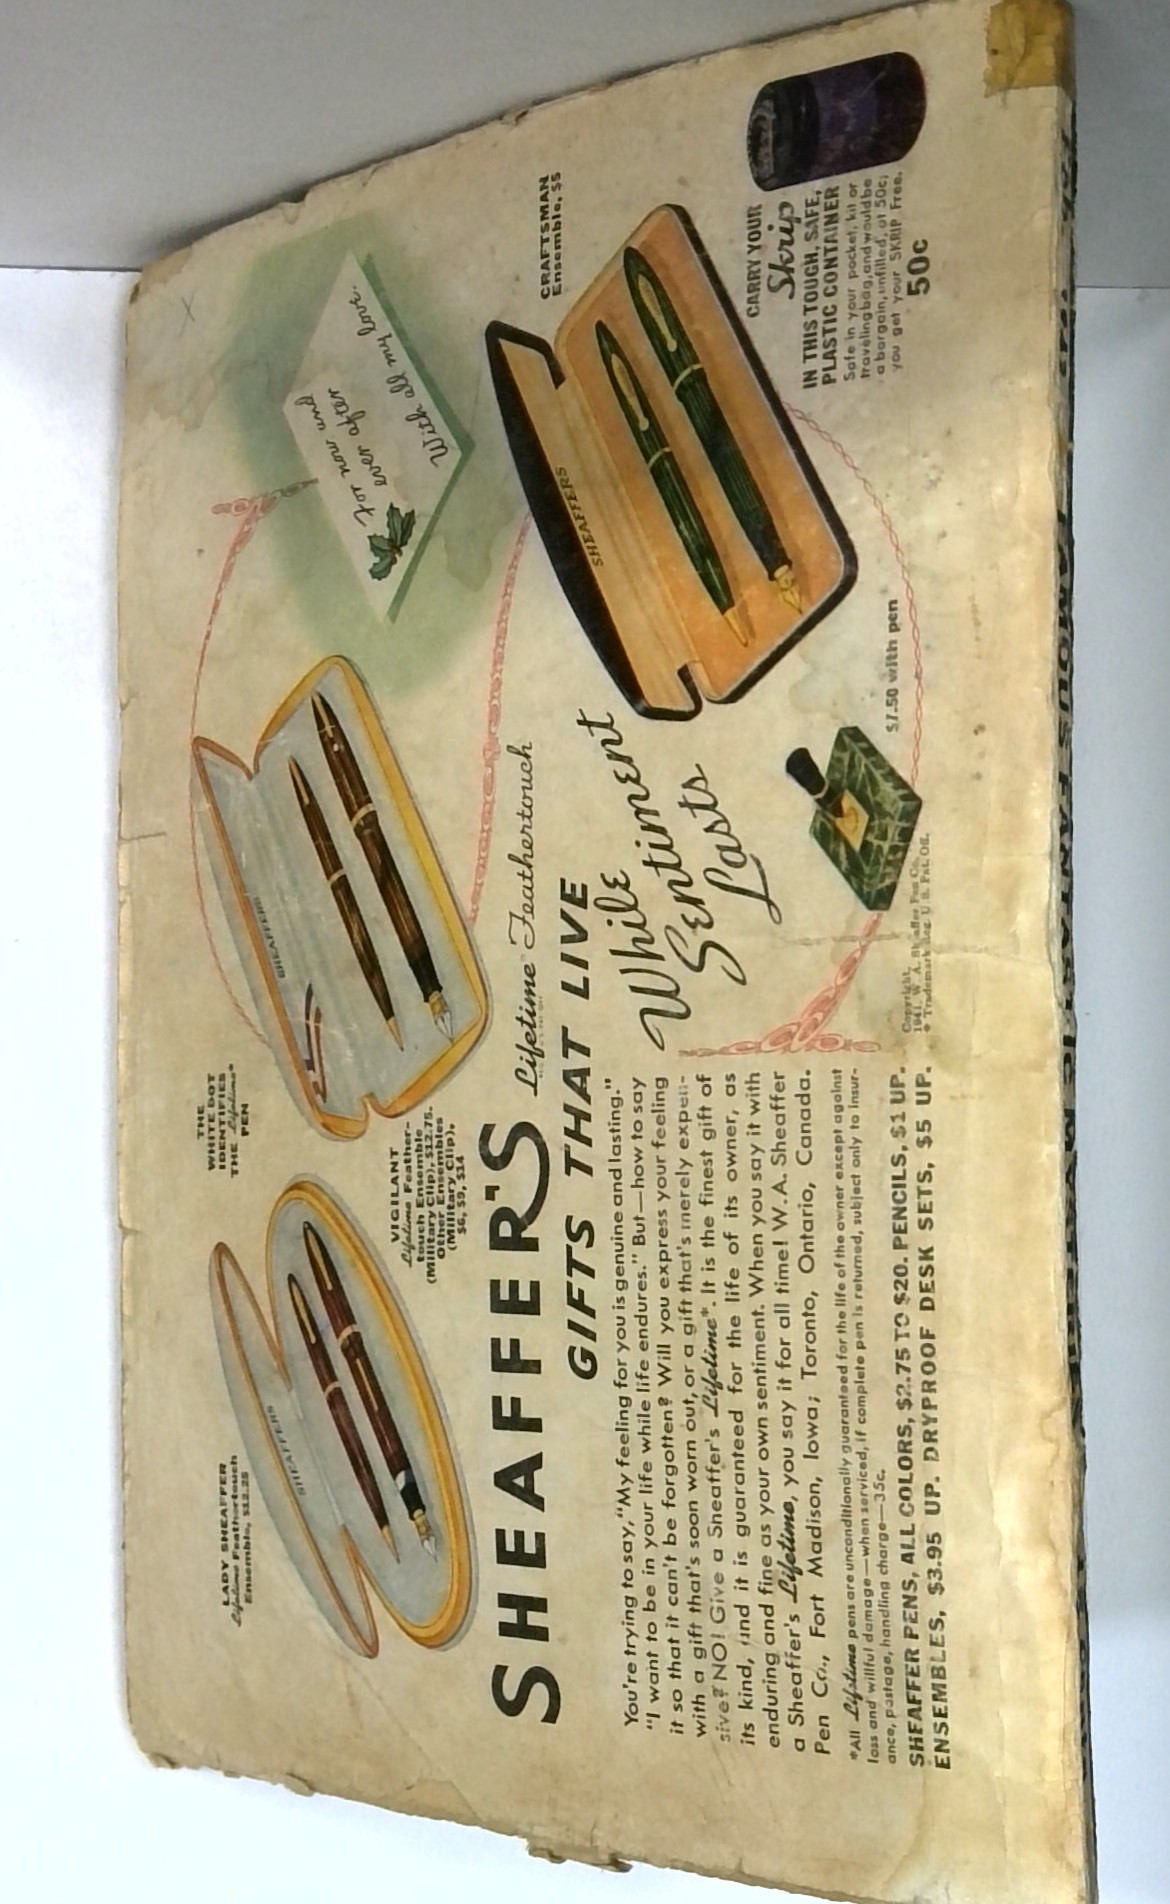 LADY SHEAFFER
Lifetime Feathertouch
Ensemble, $12.25
SHEAFFERS
THE
WHITE DOT
IDENTIFIES
THE Lifetime*
PEN
VIGILANT
Lifetime Feather-
touch Ensemble
(Military Clip), $12.75.
Other Ensembles
(Military Clip),
$6, $9, $14
SHEAFFERS
For now and
ever after
With all my love.
CRAFTSMAN
Ensemble, $5
SHEAFFERS
SHEAFFER'S Lifetime Feathertouch
GIFTS THAT LIVE
While
Sentiment
Lasts
You're trying to say, "My feeling for you is genuine and lasting."
"I want to be in your life while life endures." But—how to say
it so that it can't be forgotten? Will you express your feeling
with a gift that's soon worn out, or a gift that's merely expen-
sive? NO! Give a Sheaffer's Lifetime*. It is the finest gift of
its kind, and it is guaranteed for the life of its owner, as
enduring and fine as your own sentiment. When you say it with
a Sheaffer's Lifetime, you say it for all time! W. A. Sheaffer
Pen Co., Fort Madison, Iowa; Toronto, Ontario, Canada.
*All Lifetime pens are unconditionally guaranteed for the life of the owner except against
loss and willful damage—when serviced, if complete pen is returned, subject only to insur-
ance, postage, handling charge—35c.
SHEAFFER PENS, ALL COLORS, $2.75 TO $20. PENCILS, $1 UP.
ENSEMBLES, $3.95 UP. DRYPROOF DESK SETS, $5 UP.
Copyright,
1941, W. A. Sheaffer Pen Co.
* Trademark Reg. U. S. Pat. Off.
$7.50 with pen
CARRY YOUR
Skrip
IN THIS TOUGH, SAFE,
PLASTIC CONTAINER
Safe in your pocket, kit or
traveling bag, and would be
a bargain, unfilled, at 50c;
you get your SKRIP Free.
50c